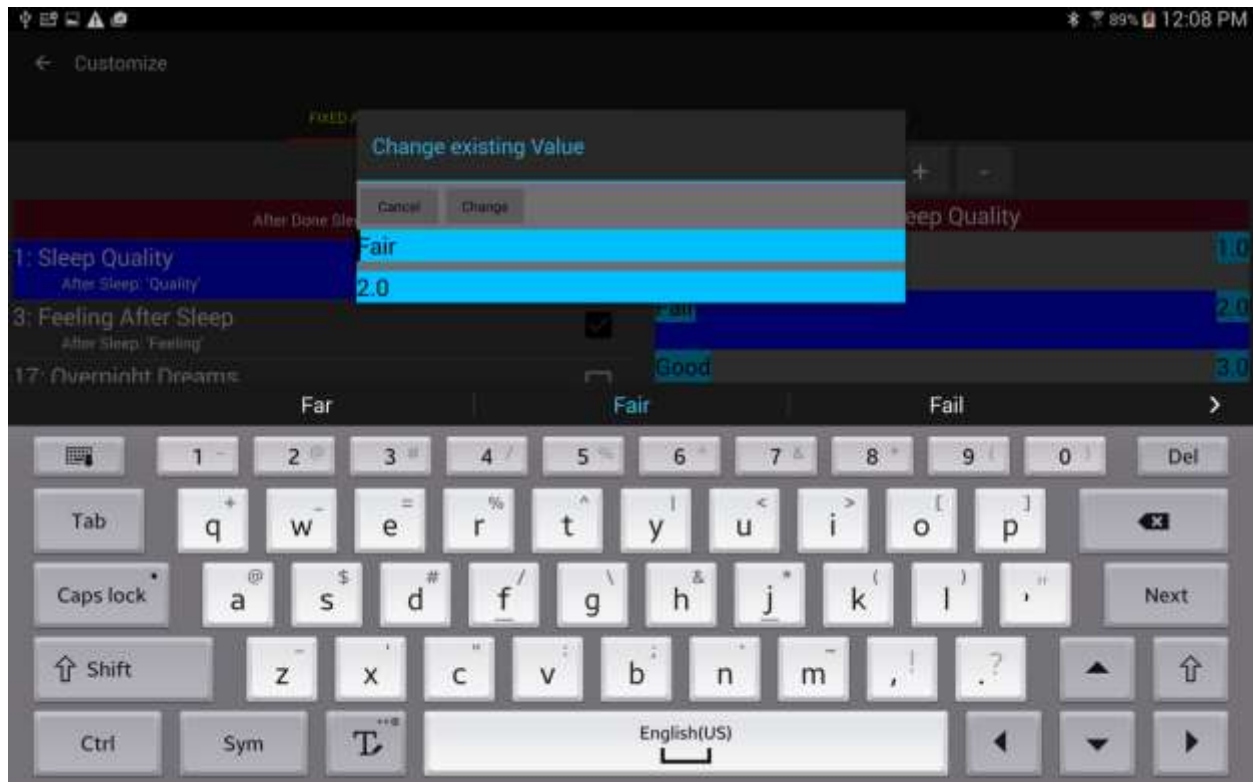 89% 12:08 PM
Customize
FIXED A
Change existing Value
+ -
Cancel Change
After Done Slee
eep Quality
Fair
1: Sleep Quality
1.0
After Sleep: 'Quality'
2.0
3: Feeling After Sleep
Fair 2.0
After Sleep: 'Feeling'
17: Overnight Dreams
Good 3.0
Far Fair Fail >
1 - 2 @ 3 # 4 / 5 % 6 ^ 7 & 8 * 9 ( 0 ) Del
Tab q + w _ e = r % t ^ y | u < i > o [ p ]
Caps lock a @ s $ d # f / g \ h & j * k ( l ) ' " Next
Shift z x ' c " v : b ; n m , ! . ?
Ctrl Sym T English(US)